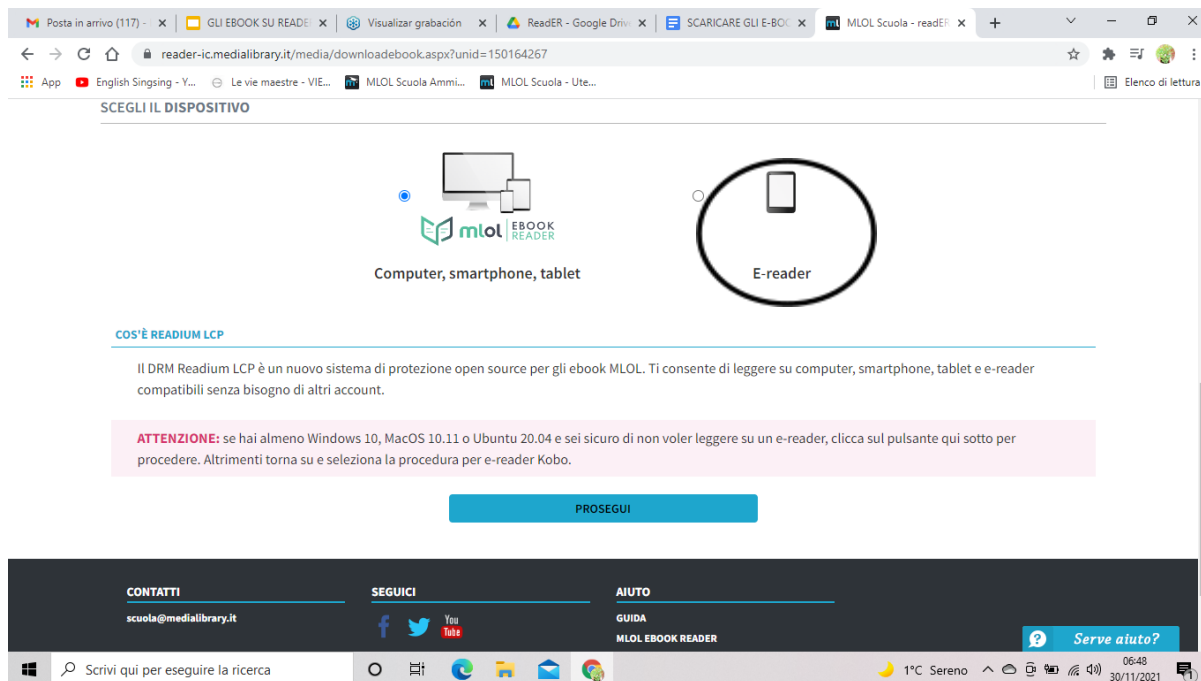 Posta in arrivo (117) -
GLI EBOOK SU READE
Visualizar grabación
ReadER - Google Driv
SCARICARE GLI E-BOO
MLOL Scuola - readER
reader-ic.medialibrary.it/media/downloadebook.aspx?unid=150164267
App
English Singsing - Y...
Le vie maestre - VIE...
MLOL Scuola Ammi...
MLOL Scuola - Ute...
Elenco di lettura
SCEGLI IL DISPOSITIVO
mlol EBOOK READER
Computer, smartphone, tablet
E-reader
COS'È READIUM LCP
Il DRM Readium LCP è un nuovo sistema di protezione open source per gli ebook MLOL. Ti consente di leggere su computer, smartphone, tablet e e-reader
compatibili senza bisogno di altri account.
ATTENZIONE: se hai almeno Windows 10, MacOS 10.11 o Ubuntu 20.04 e sei sicuro di non voler leggere su un e-reader, clicca sul pulsante qui sotto per
procedere. Altrimenti torna su e seleziona la procedura per e-reader Kobo.
PROSEGUI
CONTATTI
scuola@medialibrary.it
SEGUICI
You
Tube
AIUTO
GUIDA
MLOL EBOOK READER
? Serve aiuto?
Scrivi qui per eseguire la ricerca
1°C Sereno
06:48
30/11/2021